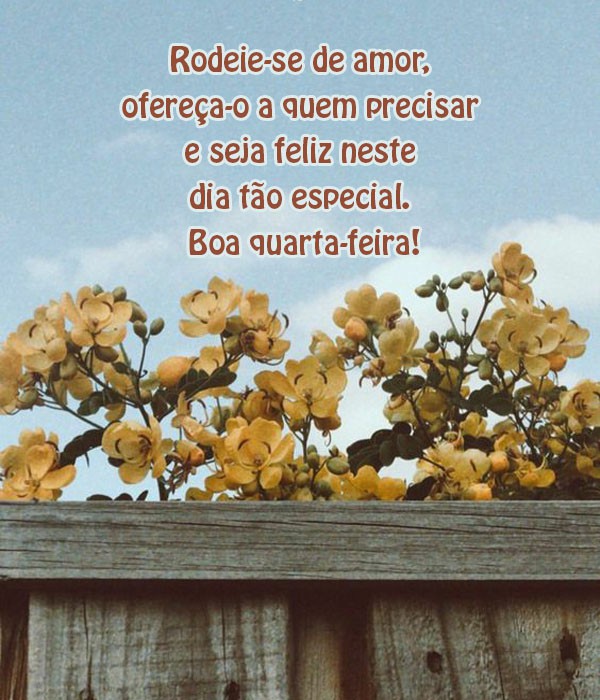 Rodeie-se de amor,
ofereça-o a quem precisar
e seja feliz neste
dia tão especial.
Boa quarta-feira!